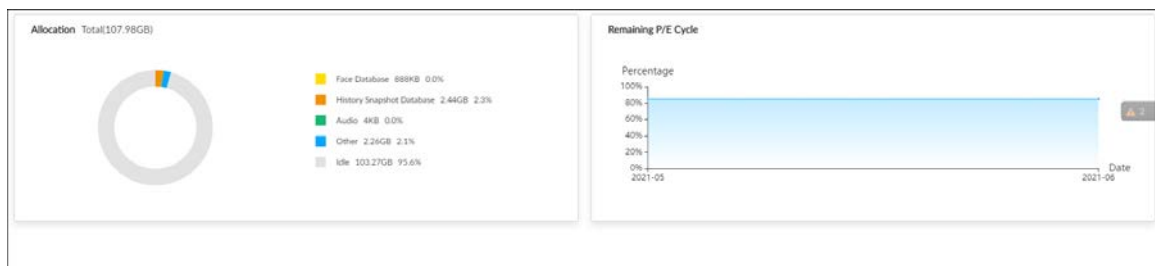 Allocation Total(107.98GB)
Face Database 888KB 0.0%
History Snapshot Database 2.44GB 2.3%
Audio 4KB 0.0%
Other 2.26GB 2.1%
Idle 103.27GB 95.6%
Remaining P/E Cycle
Percentage
100%
80%
60%
40%
20%
0%
2021-05
2021-06
Date
2